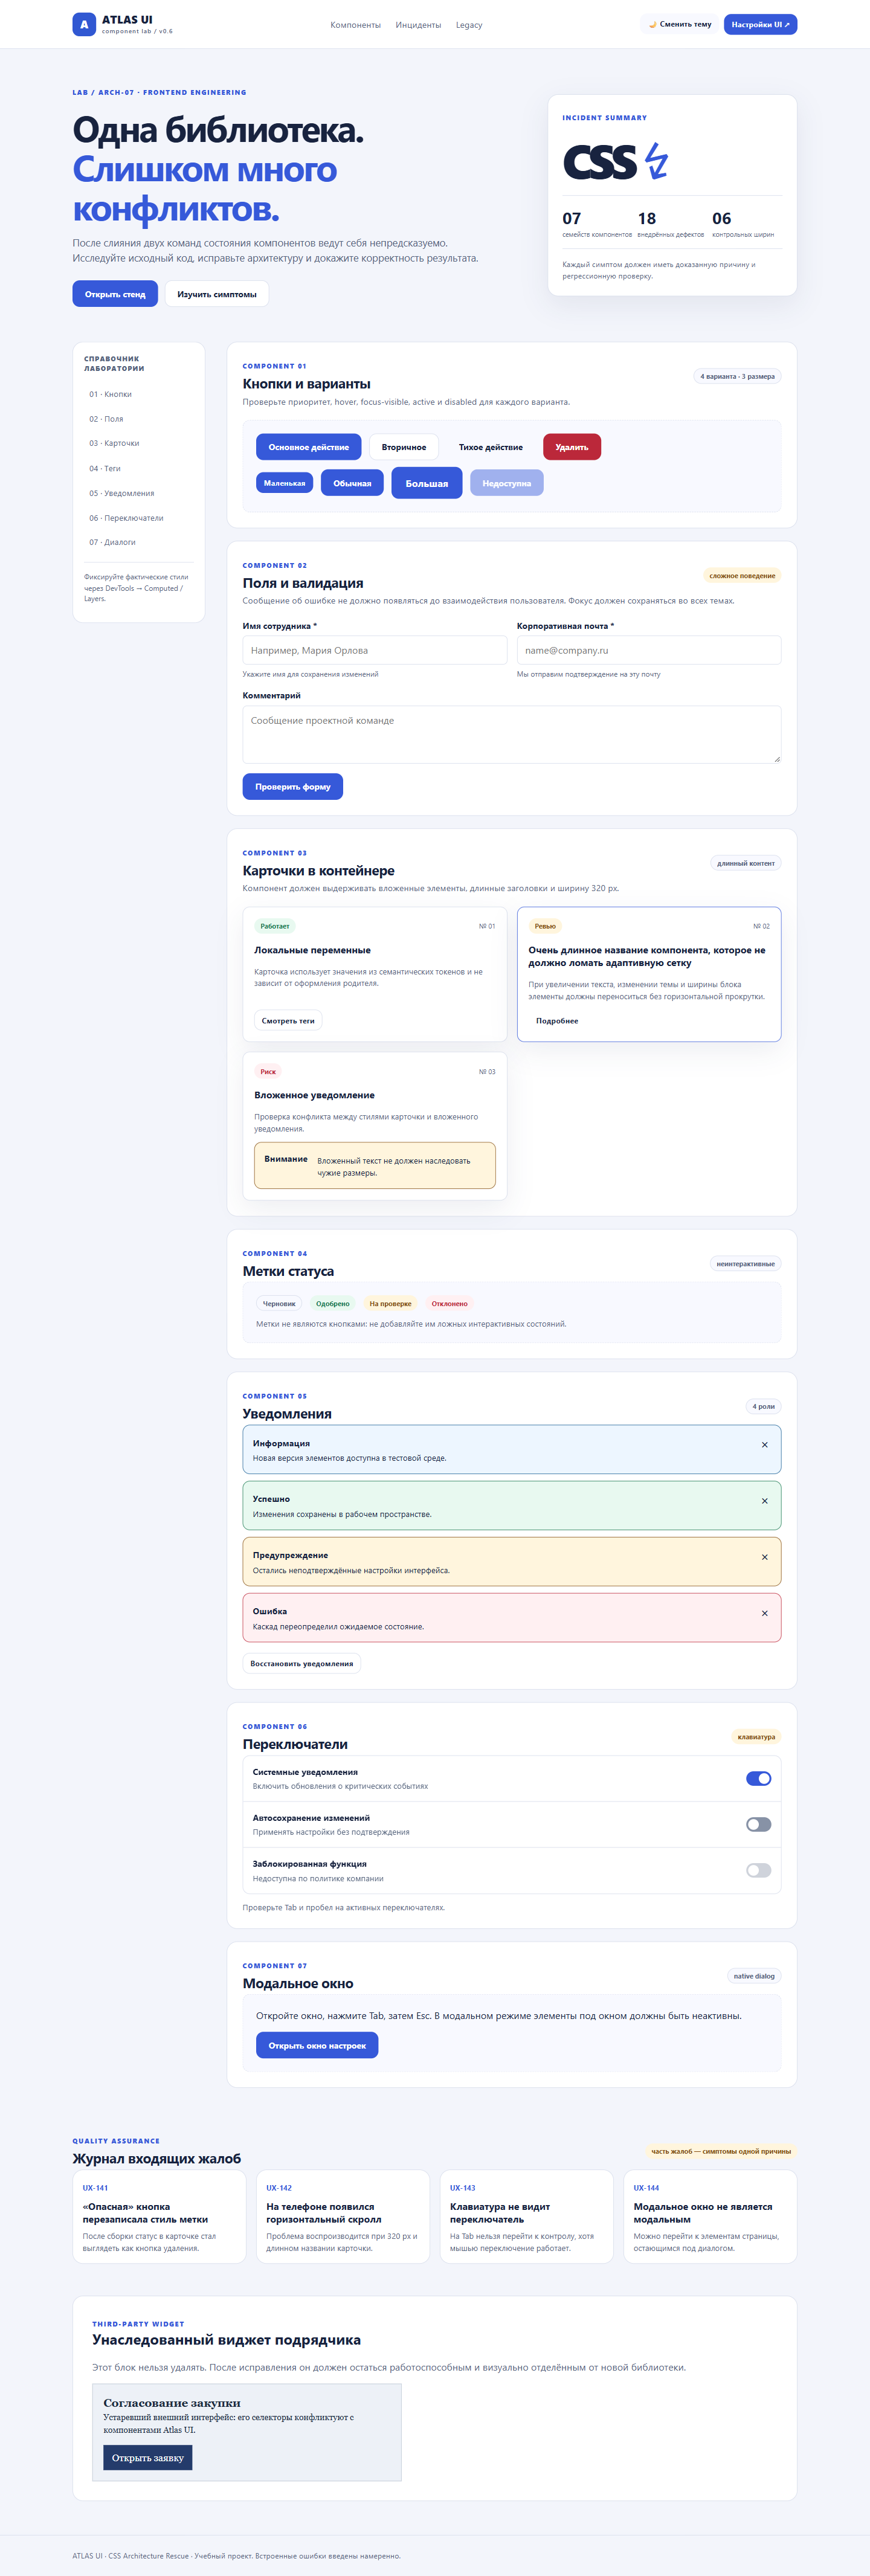 A
ATLAS UI
component lab / v0.6
Компоненты
Инциденты
Legacy
🌙 Сменить тему
Настройки UI ↗
LAB / ARCH-07 · FRONTEND ENGINEERING
Одна библиотека.
Слишком много
конфликтов.
После слияния двух команд состояния компонентов ведут себя непредсказуемо.
Исследуйте исходный код, исправьте архитектуру и докажите корректность результата.
Открыть стенд
Изучить симптомы
INCIDENT SUMMARY
CSS
07
семейств компонентов
18
внедрённых дефектов
06
контрольных ширин
Каждый симптом должен иметь доказанную причину и
регрессионную проверку.
СПРАВОЧНИК
ЛАБОРАТОРИИ
01 · Кнопки
02 · Поля
03 · Карточки
04 · Теги
05 · Уведомления
06 · Переключатели
07 · Диалоги
Фиксируйте фактические стили
через DevTools → Computed /
Layers.
COMPONENT 01
Кнопки и варианты
4 варианта · 3 размера
Проверьте приоритет, hover, focus-visible, active и disabled для каждого варианта.
Основное действие
Вторичное
Тихое действие
Удалить
Маленькая
Обычная
Большая
Недоступна
COMPONENT 02
Поля и валидация
сложное поведение
Сообщение об ошибке не должно появляться до взаимодействия пользователя. Фокус должен сохраняться во всех темах.
Имя сотрудника *
Например, Мария Орлова
Укажите имя для сохранения изменений
Корпоративная почта *
name@company.ru
Мы отправим подтверждение на эту почту
Комментарий
Сообщение проектной команде
Проверить форму
COMPONENT 03
Карточки в контейнере
длинный контент
Компонент должен выдерживать вложенные элементы, длинные заголовки и ширину 320 px.
Работает
№ 01
Локальные переменные
Карточка использует значения из семантических токенов и не
зависит от оформления родителя.
Смотреть теги
Ревью
№ 02
Очень длинное название компонента, которое не
должно ломать адаптивную сетку
При увеличении текста, изменении темы и ширины блока
элементы должны переноситься без горизонтальной прокрутки.
Подробнее
Риск
№ 03
Вложенное уведомление
Проверка конфликта между стилями карточки и вложенного
уведомления.
Внимание
Вложенный текст не должен наследовать
чужие размеры.
COMPONENT 04
Метки статуса
неинтерактивные
Черновик
Одобрено
На проверке
Отклонено
Метки не являются кнопками: не добавляйте им ложных интерактивных состояний.
COMPONENT 05
Уведомления
4 роли
Информация
Новая версия элементов доступна в тестовой среде.
×
Успешно
Изменения сохранены в рабочем пространстве.
×
Предупреждение
Остались неподтверждённые настройки интерфейса.
×
Ошибка
Каскад переопределил ожидаемое состояние.
×
Восстановить уведомления
COMPONENT 06
Переключатели
клавиатура
Системные уведомления
Включить обновления о критических событиях
Автосохранение изменений
Применять настройки без подтверждения
Заблокированная функция
Недоступна по политике компании
Проверьте Tab и пробел на активных переключателях.
COMPONENT 07
Модальное окно
native dialog
Откройте окно, нажмите Tab, затем Esc. В модальном режиме элементы под окном должны быть неактивны.
Открыть окно настроек
QUALITY ASSURANCE
Журнал входящих жалоб
часть жалоб — симптомы одной причины
UX-141
«Опасная» кнопка
перезаписала стиль метки
После сборки статус в карточке стал
выглядеть как кнопка удаления.
UX-142
На телефоне появился
горизонтальный скролл
Проблема воспроизводится при 320 px и
длинном названии карточки.
UX-143
Клавиатура не видит
переключатель
На Tab нельзя перейти к контролу, хотя
мышью переключение работает.
UX-144
Модальное окно не является
модальным
Можно перейти к элементам страницы,
остающимся под диалогом.
THIRD-PARTY WIDGET
Унаследованный виджет подрядчика
Этот блок нельзя удалять. После исправления он должен остаться работоспособным и визуально отделённым от новой библиотеки.
Согласование закупки
Устаревший внешний интерфейс: его селекторы конфликтуют с
компонентами Atlas UI.
Открыть заявку
ATLAS UI · CSS Architecture Rescue · Учебный проект. Встроенные ошибки введены намеренно.